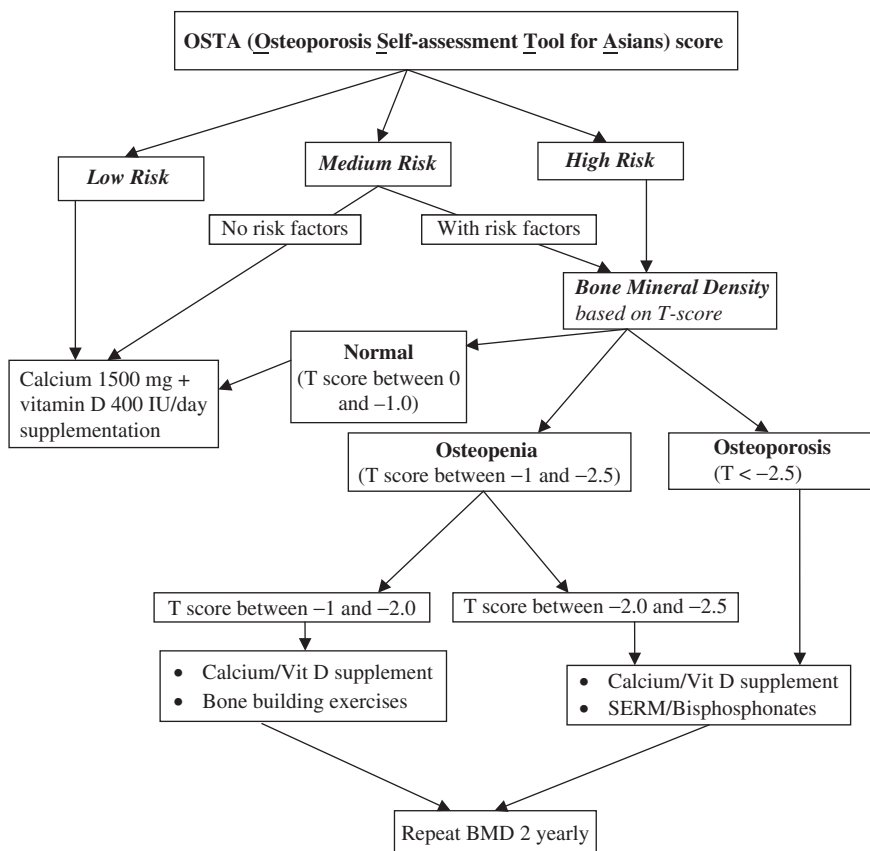 OSTA (Osteoporosis Self-assessment Tool for Asians) score
Low Risk
Medium Risk
High Risk
No risk factors
With risk factors
Bone Mineral Density
based on T-score
Normal
(T score between 0
and −1.0)
Calcium 1500 mg +
vitamin D 400 IU/day
supplementation
Osteopenia
(T score between −1 and −2.5)
Osteoporosis
(T < −2.5)
T score between −1 and −2.0
T score between −2.0 and −2.5
• Calcium/Vit D supplement
• Bone building exercises
• Calcium/Vit D supplement
• SERM/Bisphosphonates
Repeat BMD 2 yearly